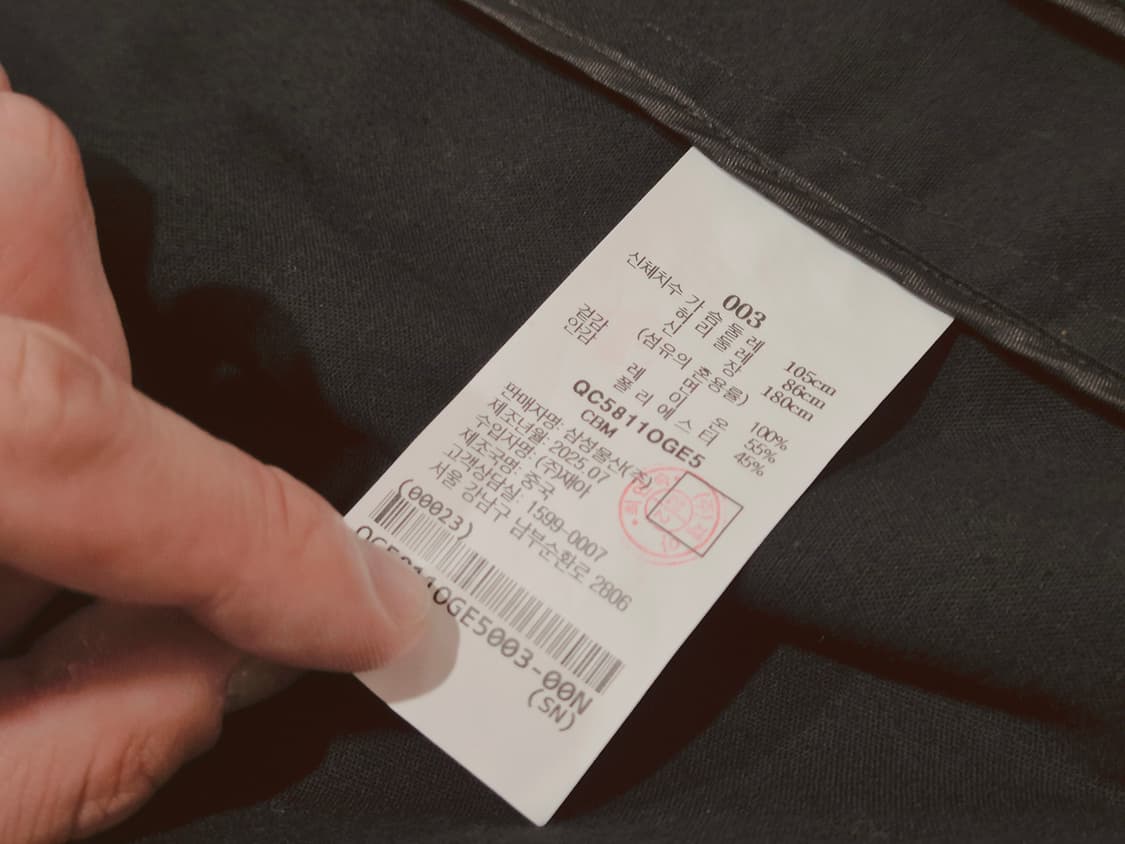 003
신체치수 가슴둘레 105cm
허리둘레 86cm
신장 180cm
(섬유의 혼용률)
겉감 면 100%
안감 레이온 55%
폴리에스터 45%
QC5811OGE5
CBM
판매자명: 삼성물산(주)
제조년월: 2025.07
수입자명: (주)재아
제조국명: 중국
고객상담실: 1599-0007
서울 강남구 남부순환로 2806
(00023)
11OGE5003-00N
(SN)